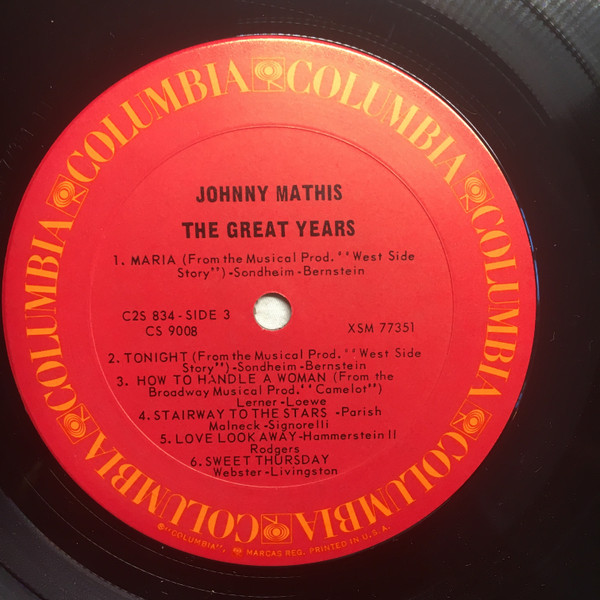 COLUMBIA COLUMBIA COLUMBIA COLUMBIA COLUMBIA COLUMBIA
JOHNNY MATHIS
THE GREAT YEARS
1. MARIA (From the Musical Prod. "West Side
Story")-Sondheim-Bernstein
C2S 834 - SIDE 3
CS 9008
XSM 77351
2. TONIGHT (From the Musical Prod. "West Side
Story")-Sondheim-Bernstein
3. HOW TO HANDLE A WOMAN (From the
Broadway Musical Prod. "Camelot")
Lerner-Loewe
4. STAIRWAY TO THE STARS -Parish
Malneck-Signorelli
5. LOVE LOOK AWAY-Hammerstein II
Rodgers
6. SWEET THURSDAY
Webster-Livingston
®"COLUMBIA", MARCAS REG. PRINTED IN U.S.A.